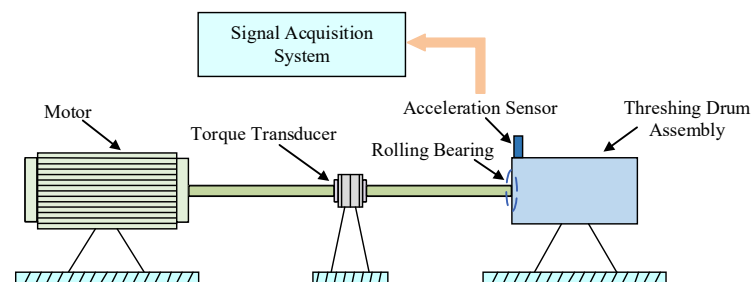 Signal Acquisition
System
Motor
Torque Transducer
Acceleration Sensor
Rolling Bearing
Threshing Drum
Assembly